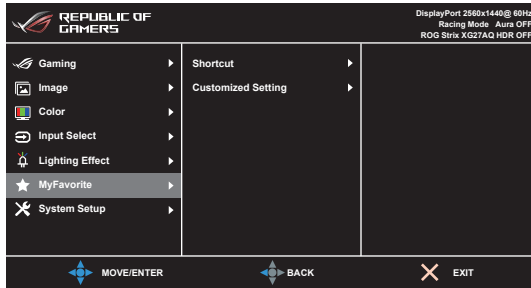 REPUBLIC OF
GAMERS
DisplayPort 2560x1440@ 60Hz
Racing Mode Aura OFF
ROG Strix XG27AQ HDR OFF
Gaming
Image
Color
Input Select
Lighting Effect
MyFavorite
System Setup
Shortcut
Customized Setting
MOVE/ENTER
BACK
EXIT